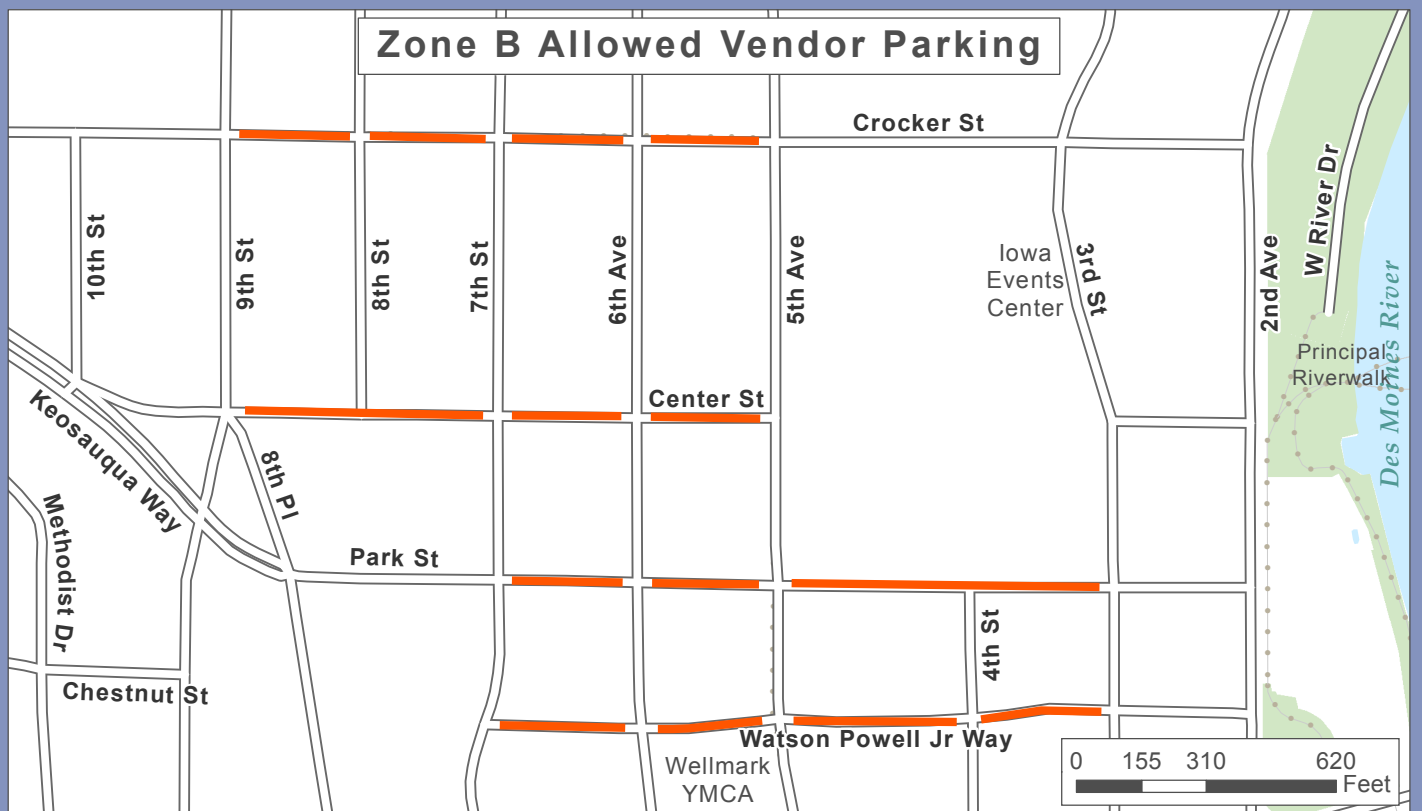 Zone B Allowed Vendor Parking
Crocker St
W River Dr
10th St
9th St
8th St
7th St
6th Ave
5th Ave
Iowa
Events
Center
3rd St
2nd Ave
Des Moines River
Principal
Riverwalk
Center St
Keosauqua Way
8th Pl
Methodist Dr
Park St
4th St
Chestnut St
Watson Powell Jr Way
Wellmark
YMCA
0 155 310 620
Feet